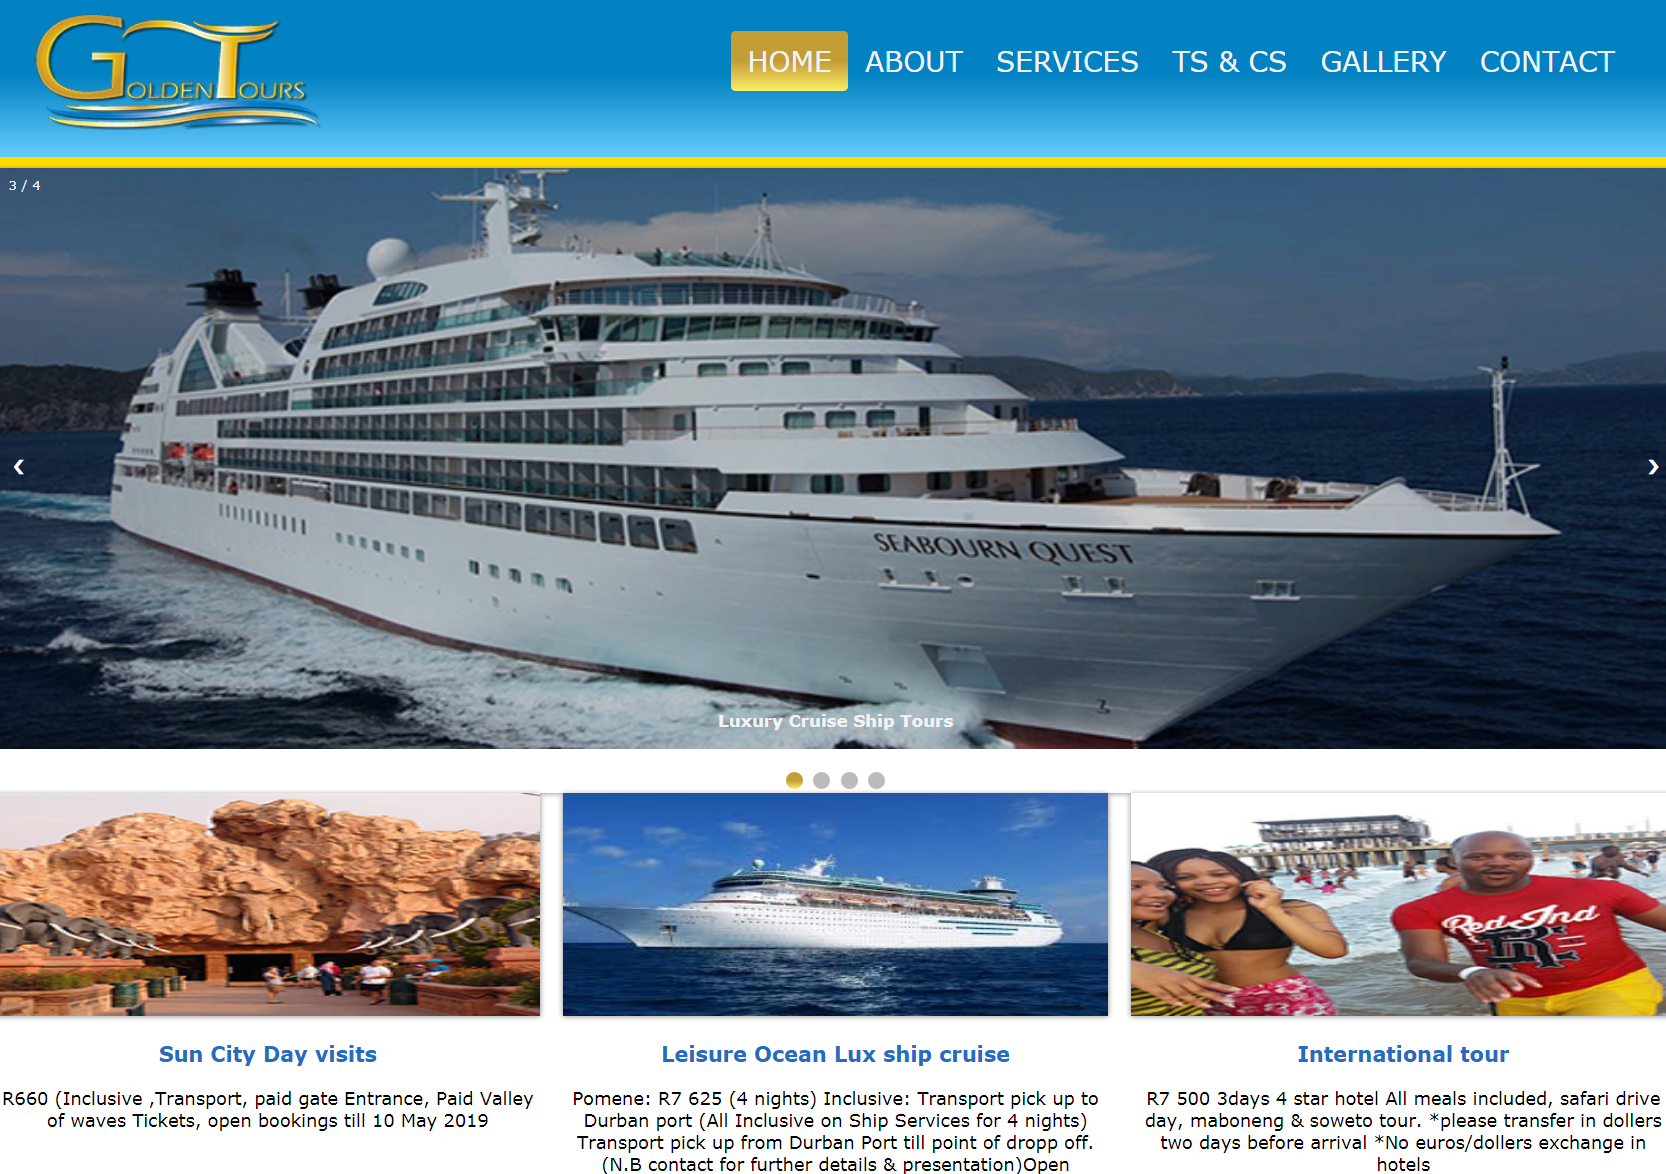 GOLDEN TOURS
HOME ABOUT SERVICES TS & CS GALLERY CONTACT
3 / 4
❮ ❯
SEABOURN QUEST
Luxury Cruise Ship Tours
Red Ind
Sun City Day visits
R660 (Inclusive ,Transport, paid gate Entrance, Paid Valley
of waves Tickets, open bookings till 10 May 2019
Leisure Ocean Lux ship cruise
Pomene: R7 625 (4 nights) Inclusive: Transport pick up to
Durban port (All Inclusive on Ship Services for 4 nights)
Transport pick up from Durban Port till point of dropp off.
(N.B contact for further details & presentation)Open
International tour
R7 500 3days 4 star hotel All meals included, safari drive
day, maboneng & soweto tour. *please transfer in dollers
two days before arrival *No euros/dollers exchange in
hotels